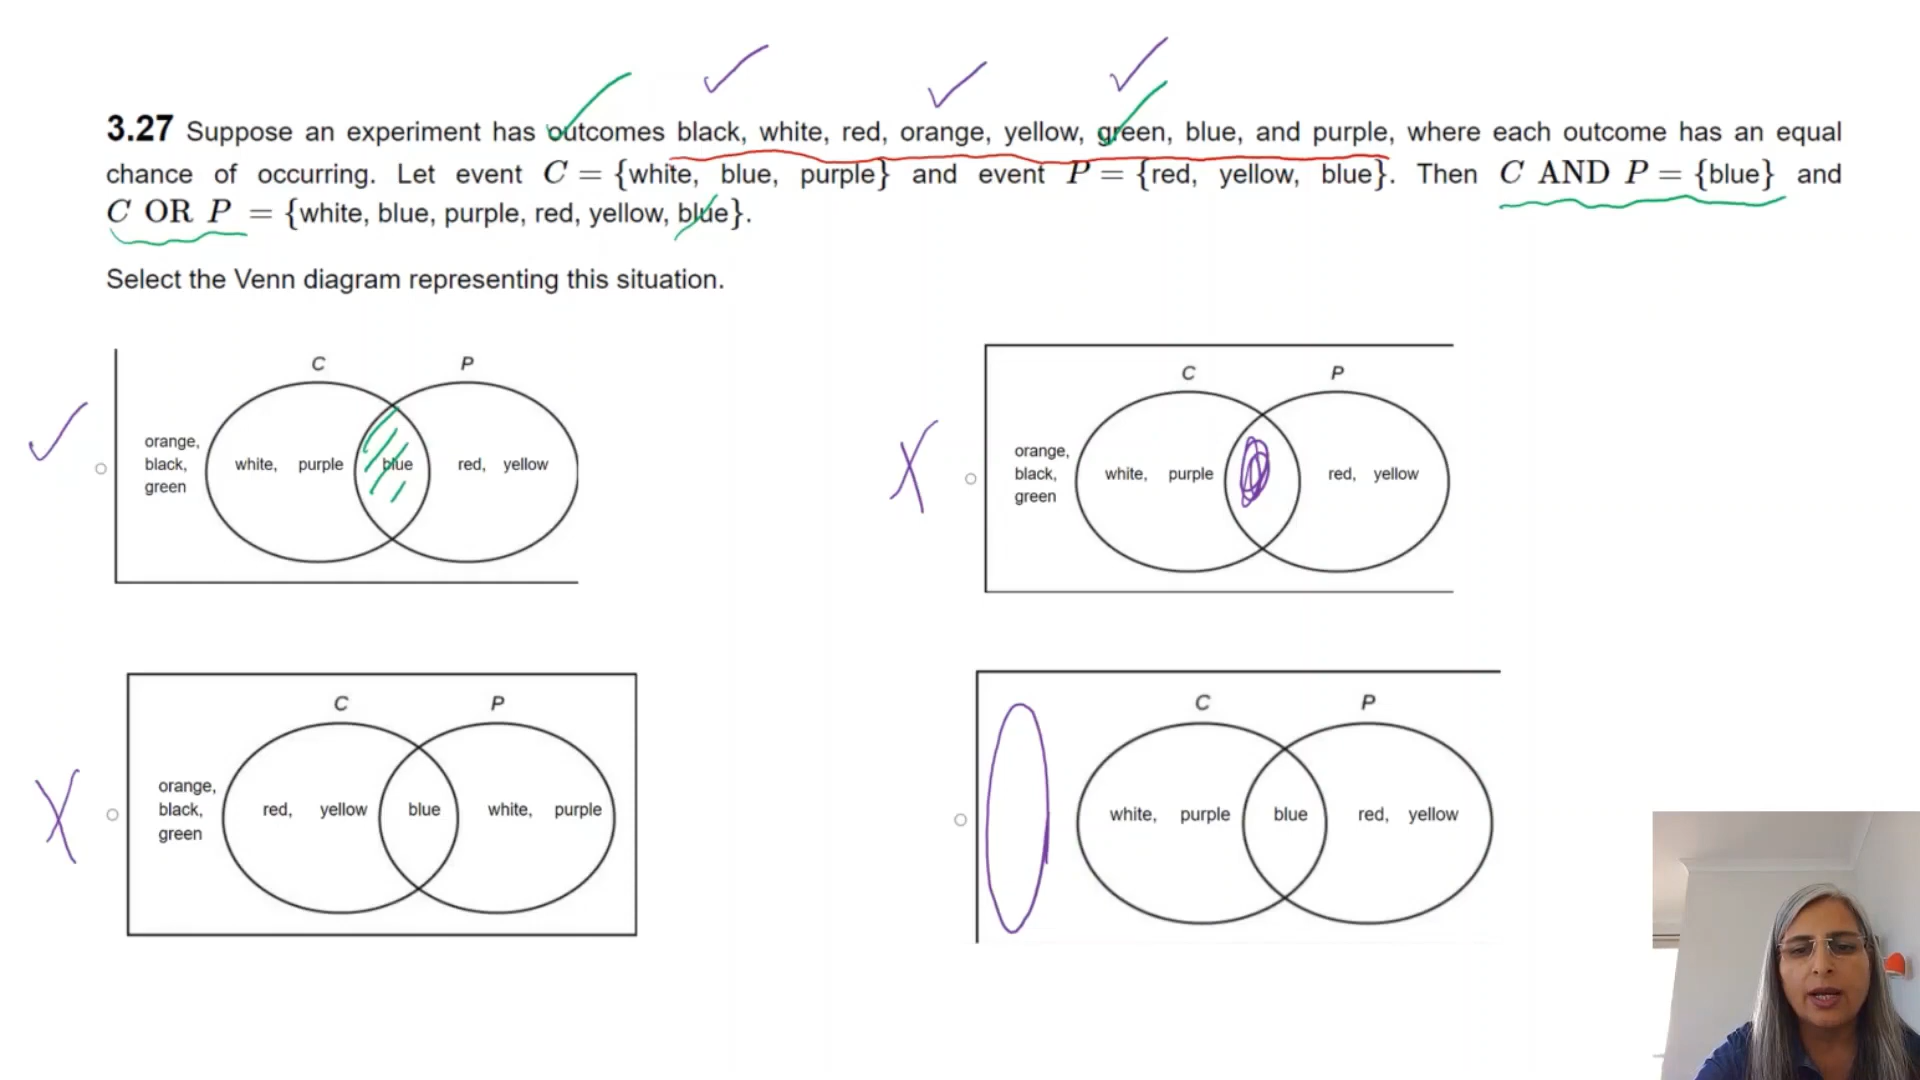 3.27 Suppose an experiment has outcomes black, white, red, orange, yellow, green, blue, and purple, where each outcome has an equal
chance of occurring. Let event C = {white, blue, purple} and event P = {red, yellow, blue}. Then C AND P = {blue} and
C OR P = {white, blue, purple, red, yellow, blue}.
Select the Venn diagram representing this situation.
C P
orange,
black, white, purple blue red, yellow
green
C P
orange,
black, white, purple red, yellow
green
C P
orange,
black, red, yellow blue white, purple
green
C P
white, purple blue red, yellow